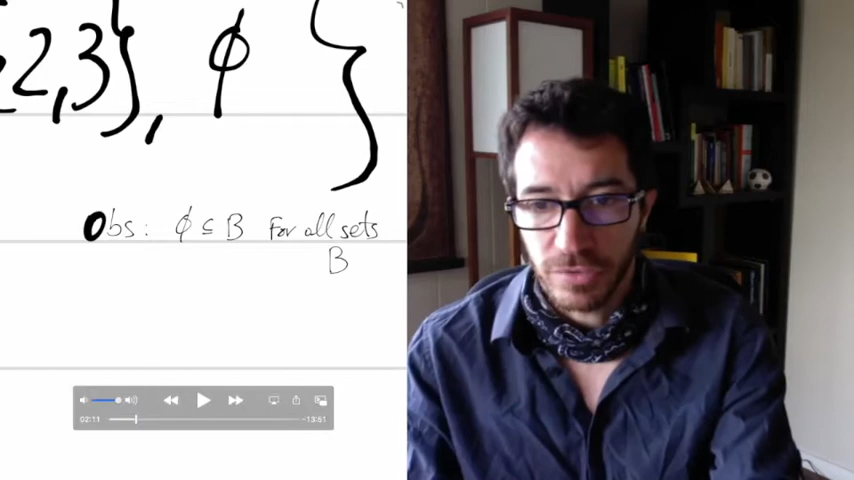 2,3}, φ }
Obs: φ ⊆ B For all sets
B
02:11 -13:51